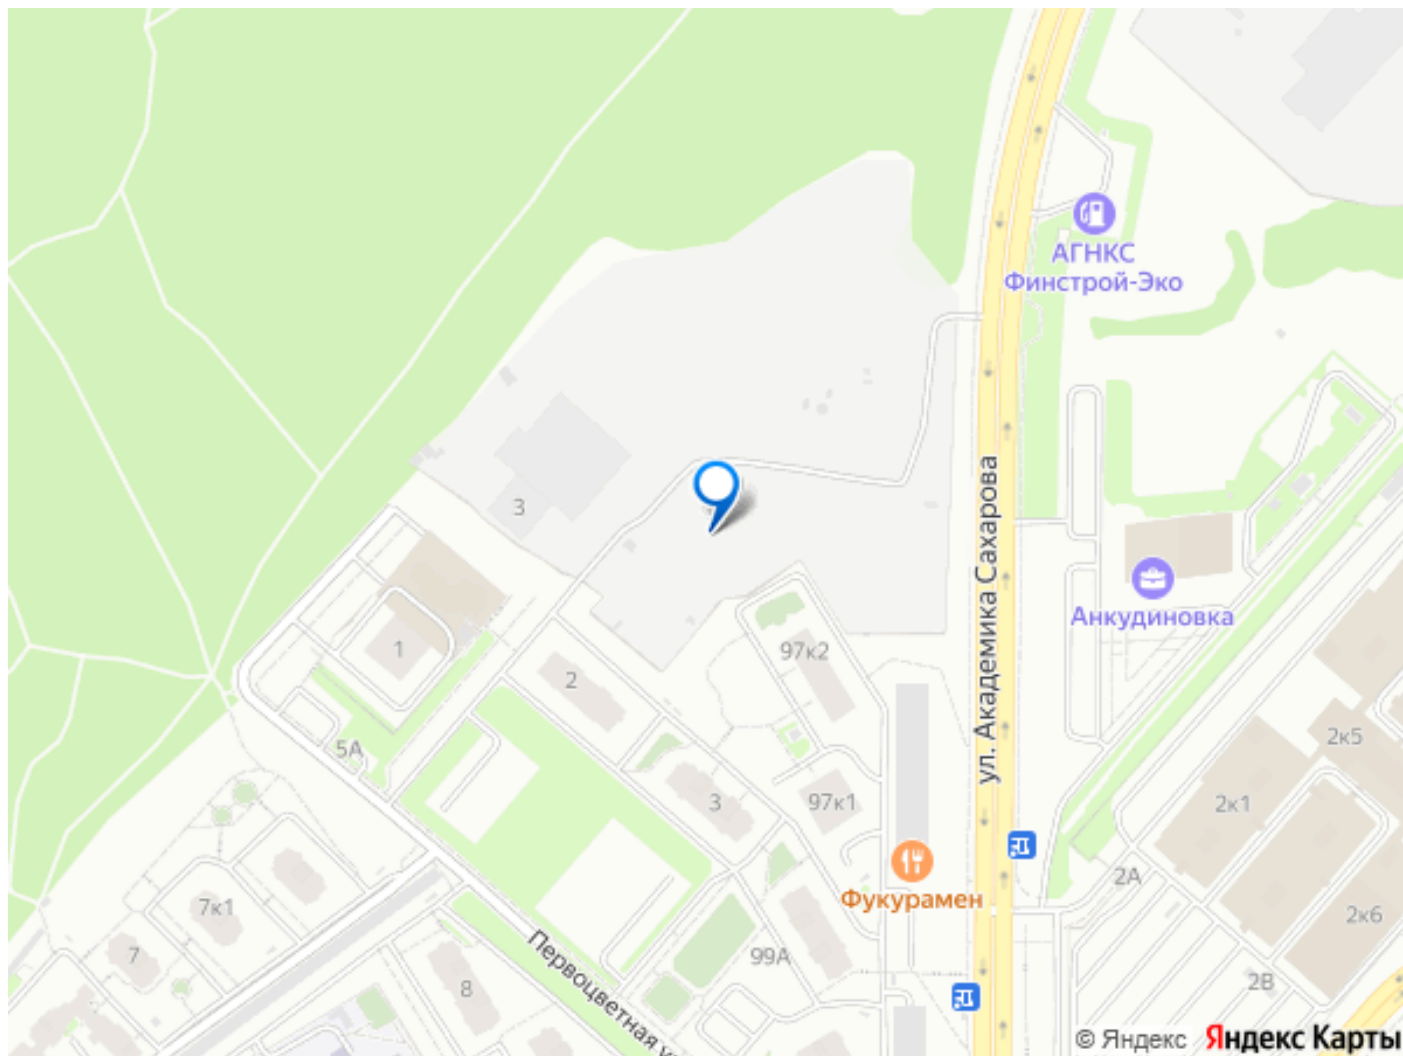 АГНКС
Финстрой-Эко
ул. Академика Сахарова
3
Анкудиновка
1
97к2
2
5А
2к5
3
97к1
2к1
Фукурамен
2А
7к1
2к6
7
99А
Первоцветная у
8
2В
© Яндекс Яндекс Карты